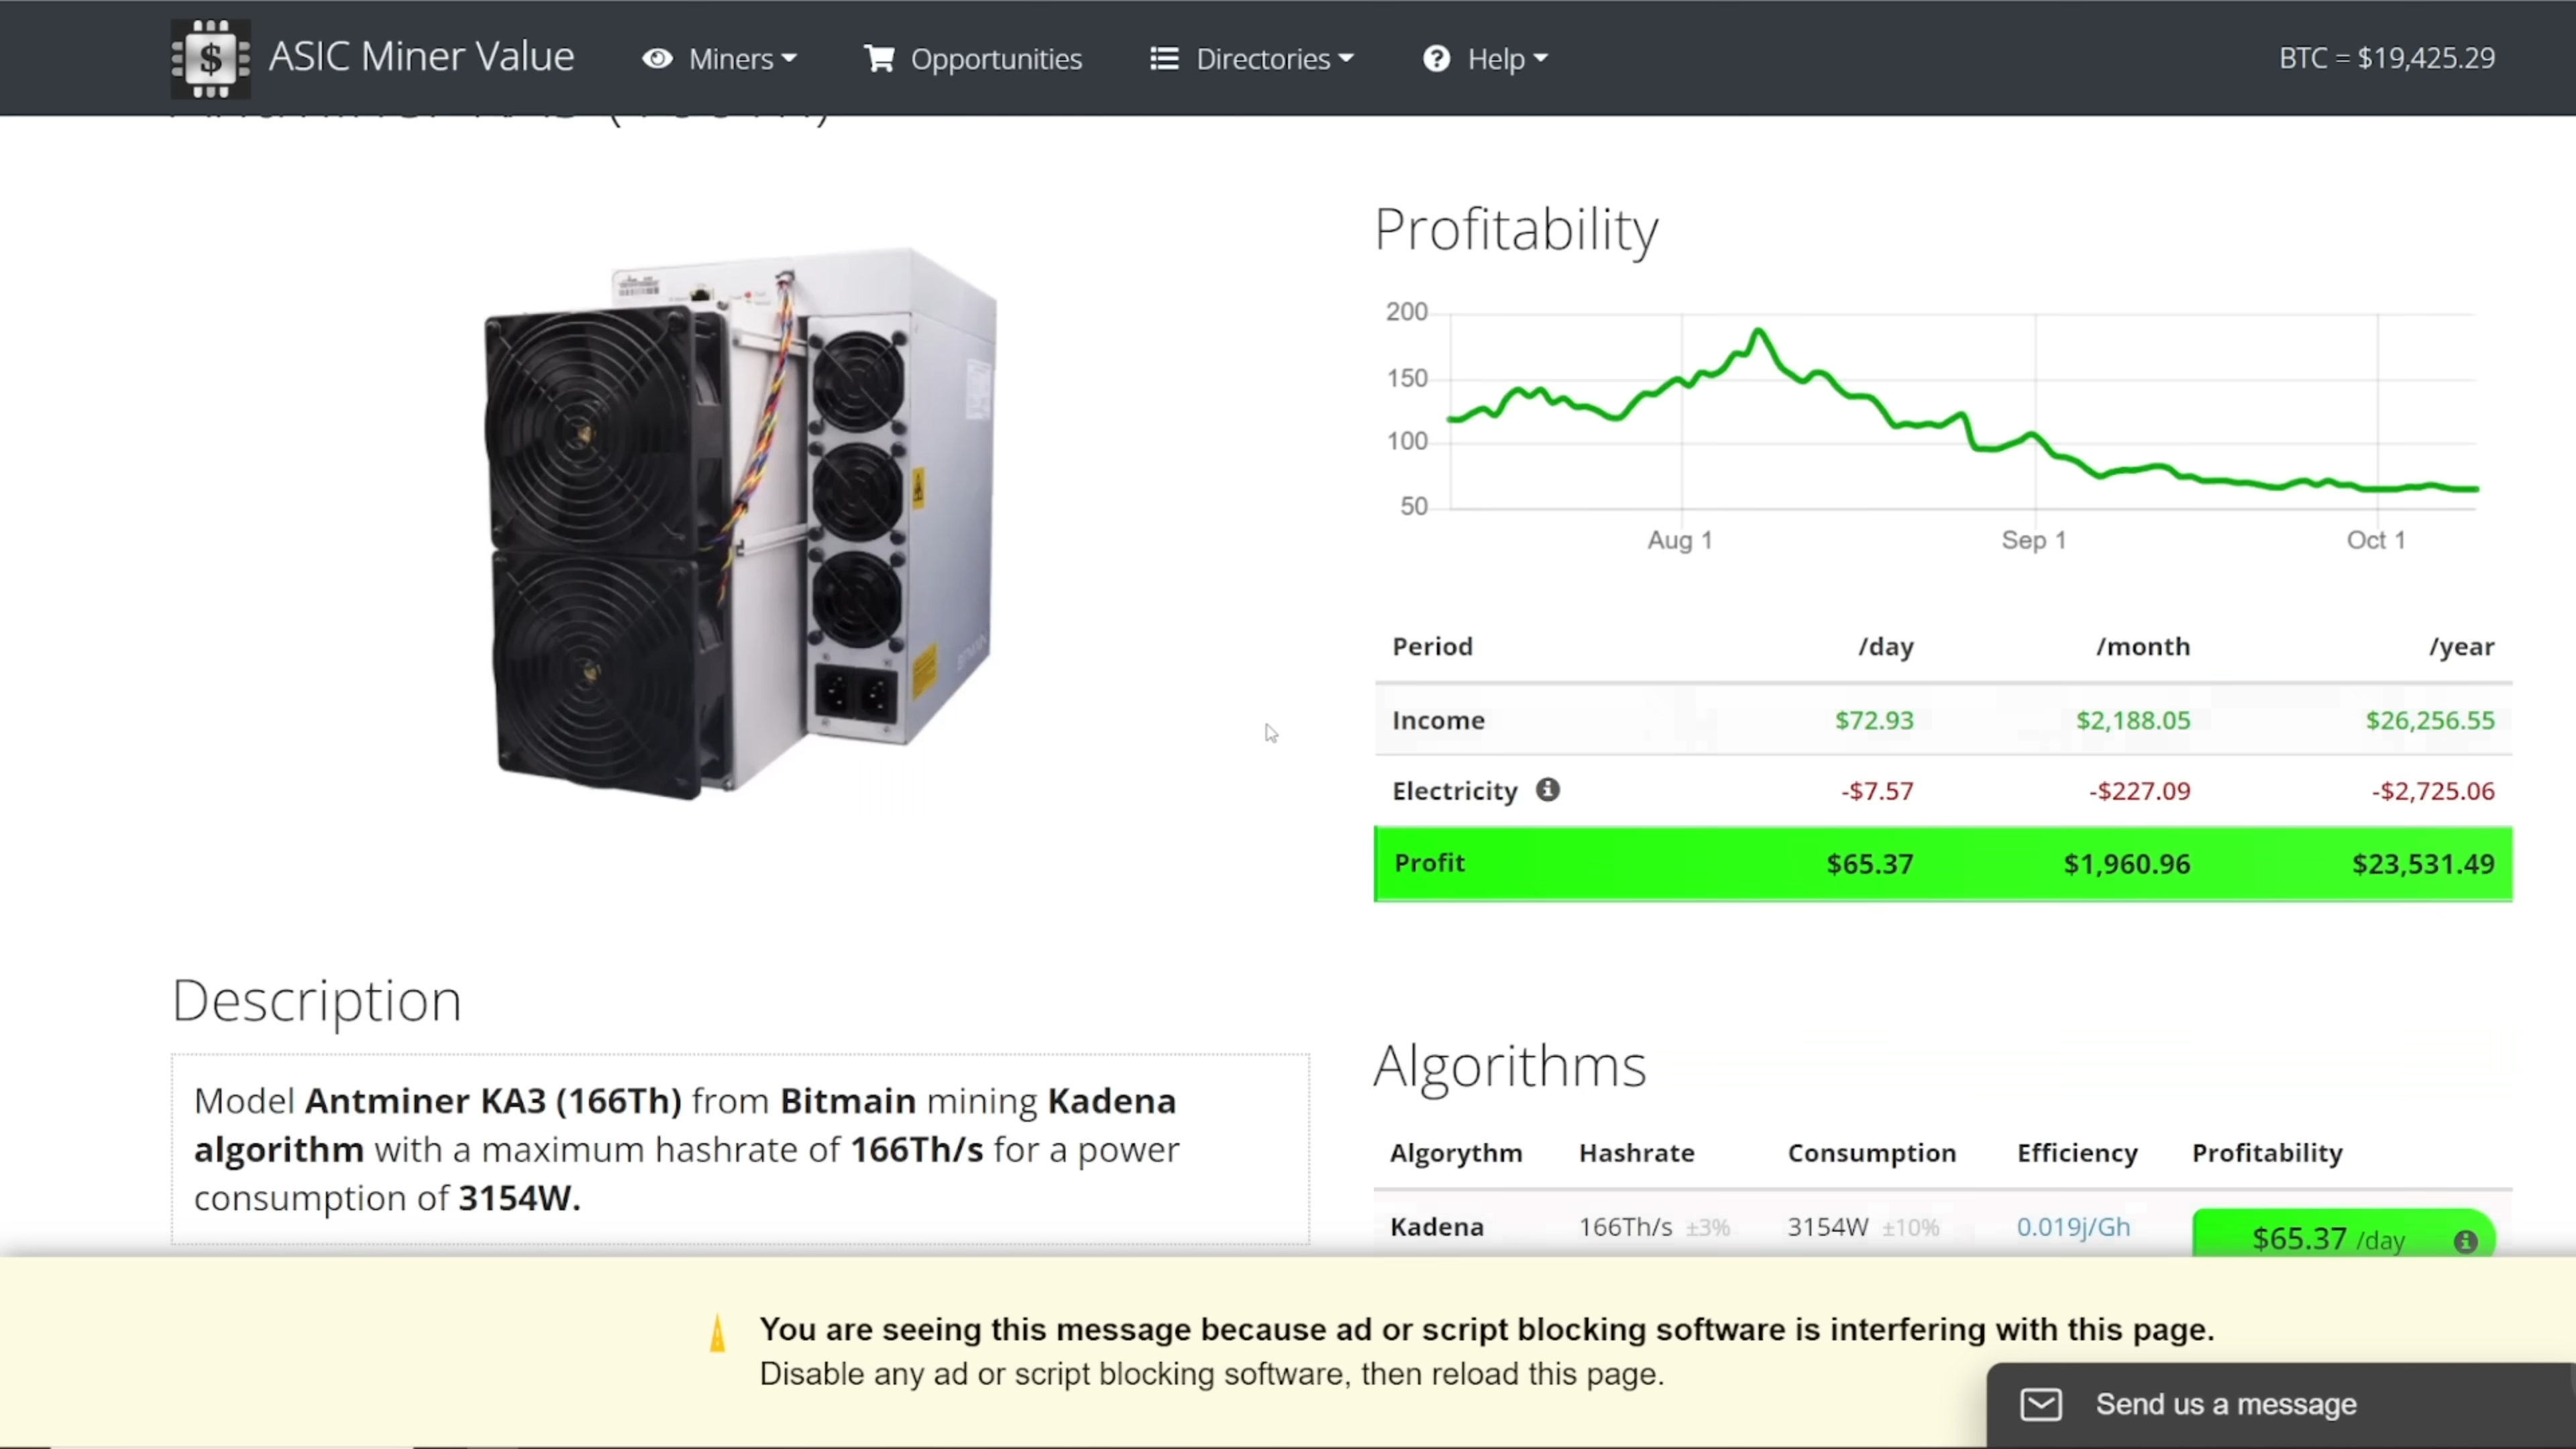 ASIC Miner Value
Miners
Opportunities
Directories
Help
BTC = $19,425.29
Profitability
200
150
100
50
Aug 1
Sep 1
Oct 1
Period /day /month /year
Income $72.93 $2,188.05 $26,256.55
Electricity -$7.57 -$227.09 -$2,725.06
Profit $65.37 $1,960.96 $23,531.49
Description
Model Antminer KA3 (166Th) from Bitmain mining Kadena
algorithm with a maximum hashrate of 166Th/s for a power
consumption of 3154W.
Algorithms
Algorythm Hashrate Consumption Efficiency Profitability
Kadena 166Th/s ±3% 3154W ±10% 0.019j/Gh $65.37 /day
You are seeing this message because ad or script blocking software is interfering with this page.
Disable any ad or script blocking software, then reload this page.
Send us a message